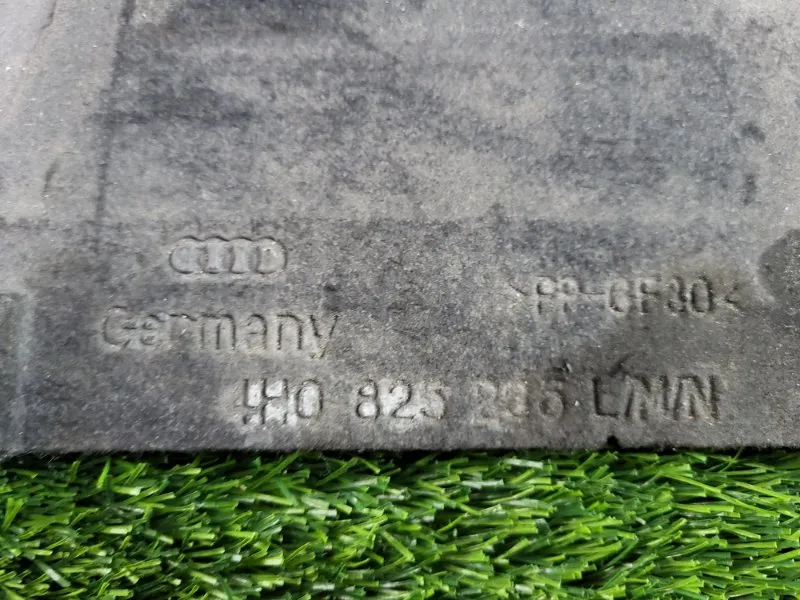 >PP-GF30<
Germany
4H0 825 235 L/M/N